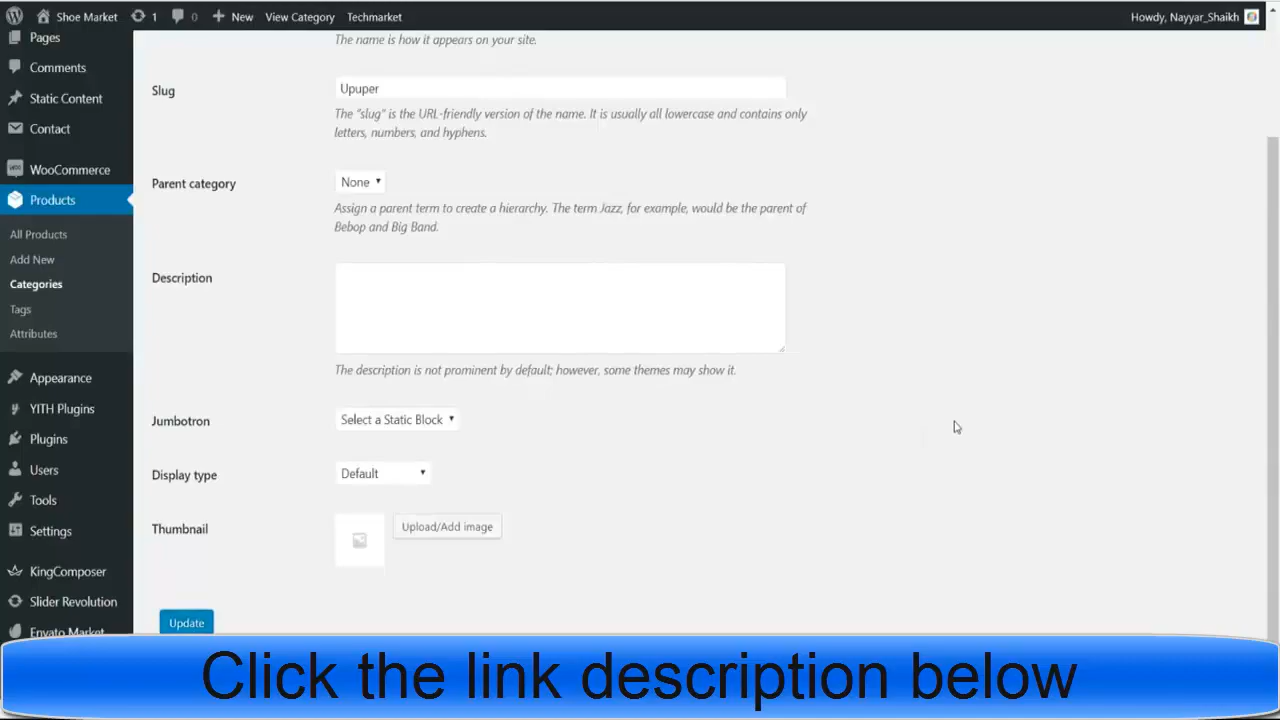 Shoe Market 1 0 New View Category Techmarket Howdy, Nayyar_Shaikh
Pages
Comments
Static Content
Contact
WooCommerce
Products
All Products
Add New
Categories
Tags
Attributes
Appearance
YITH Plugins
Plugins
Users
Tools
Settings
KingComposer
Slider Revolution
Envato Market
The name is how it appears on your site.
Slug
Upuper
The "slug" is the URL-friendly version of the name. It is usually all lowercase and contains only
letters, numbers, and hyphens.
Parent category
None
Assign a parent term to create a hierarchy. The term Jazz, for example, would be the parent of
Bebop and Big Band.
Description
The description is not prominent by default; however, some themes may show it.
Jumbotron
Select a Static Block
Display type
Default
Thumbnail
Upload/Add image
Update
Click the link description below